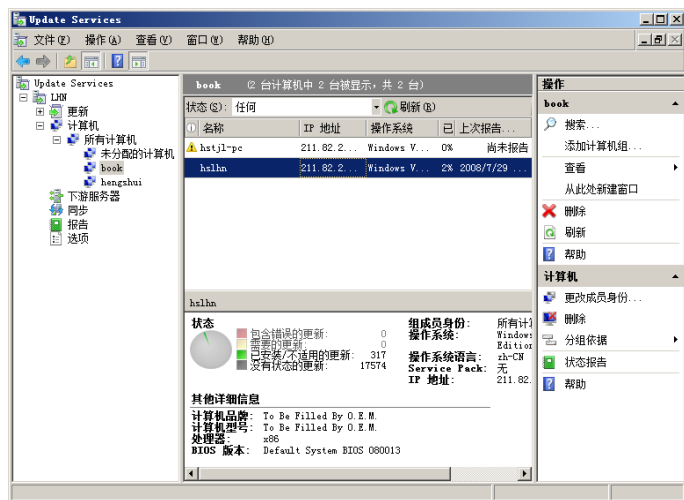 Update Services
文件(F) 操作(A) 查看(V) 窗口(W) 帮助(H)
Update Services
LHN
更新
计算机
所有计算机
未分配的计算机
book
hengshui
下游服务器
同步
报告
选项
book (2 台计算机中 2 台被显示，共 2 台)
状态(S): 任何 刷新(R)
名称 IP 地址 操作系统 已 上次报告...
hstjl-pc 211.82.2... Windows V... 0% 尚未报告
hslhn 211.82.2... Windows V... 2% 2008/7/29 ...
hslhn
状态
包含错误的更新: 0
需要的更新: 0
已安装/不适用的更新: 317
没有状态的更新: 17574
组成员身份: 所有计
操作系统: Windows
Edition
操作系统语言: zh-CN
Service Pack: 无
IP 地址: 211.82.
其他详细信息
计算机品牌: To Be Filled By O.E.M.
计算机型号: To Be Filled By O.E.M.
处理器: x86
BIOS 版本: Default System BIOS 080013
操作
book
搜索...
添加计算机组...
查看
从此处新建窗口
删除
刷新
帮助
计算机
更改成员身份...
删除
分组依据
状态报告
帮助